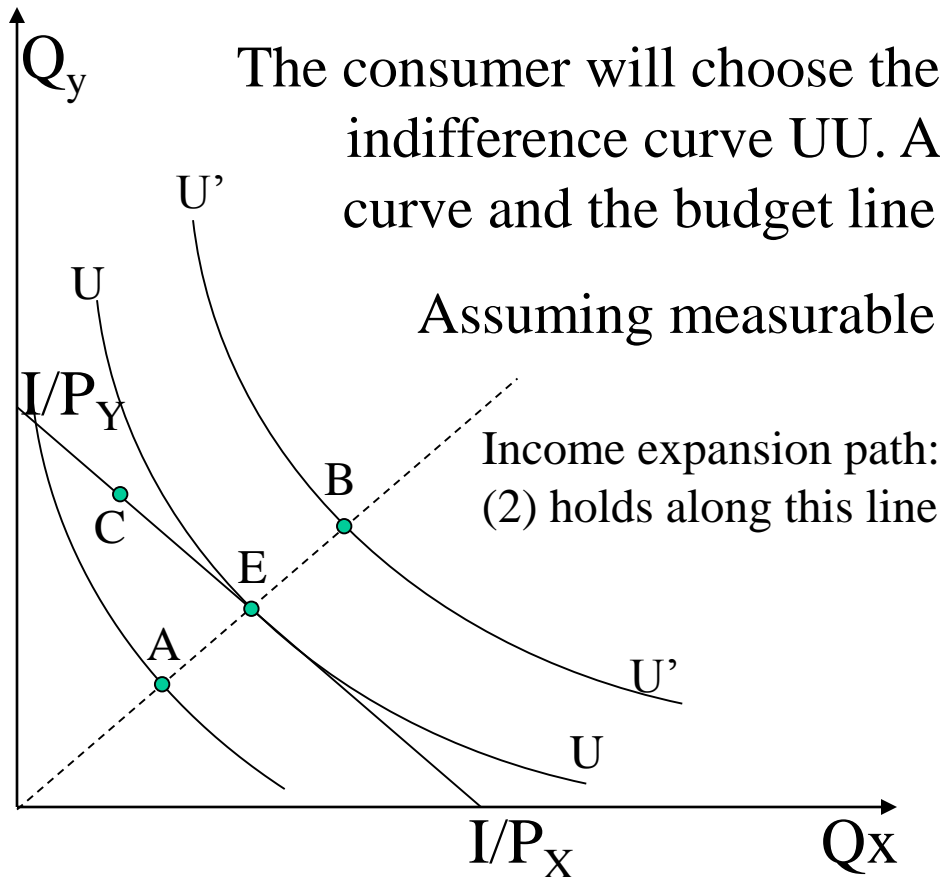 Qy
The consumer will choose the
indifference curve UU. A
curve and the budget line
U’
U
Assuming measurable
I/PY
Income expansion path:
(2) holds along this line
B
C
E
A
U’
U
I/PX
Qx